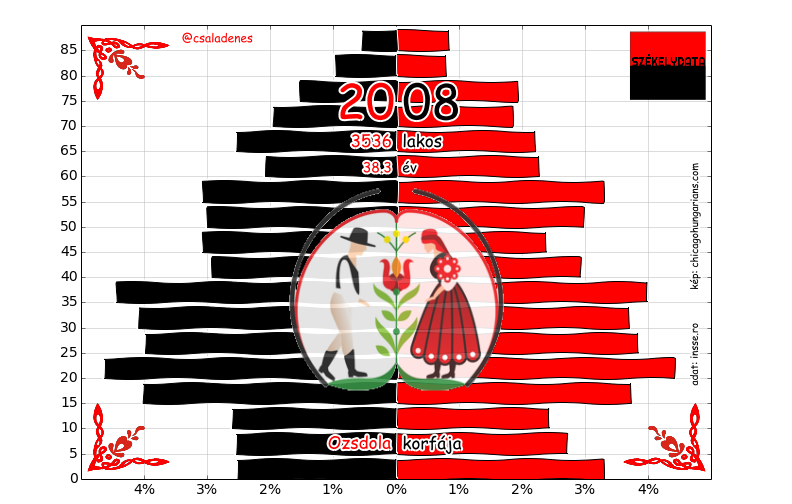 @csaladenes
SZÉKELYDATA
2008
3536 lakos
38.3 év
kép: chicagohungarians.com
adat: insse.ro
Ozsdola korfája
85
80
75
70
65
60
55
50
45
40
35
30
25
20
15
10
5
0
4% 3% 2% 1% 0% 1% 2% 3% 4%